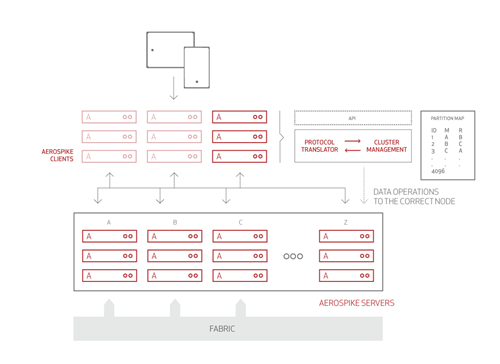 A A A
A A A
A A A
AEROSPIKE
CLIENTS
API
PROTOCOL
TRANSLATOR
CLUSTER
MANAGEMENT
PARTITION MAP
ID M R
1 A B
2 B C
3 C A
. . .
. . .
4096
DATA OPERATIONS
TO THE CORRECT NODE
A B C Z
A A A A
A A A A
A A A A
AEROSPIKE SERVERS
FABRIC